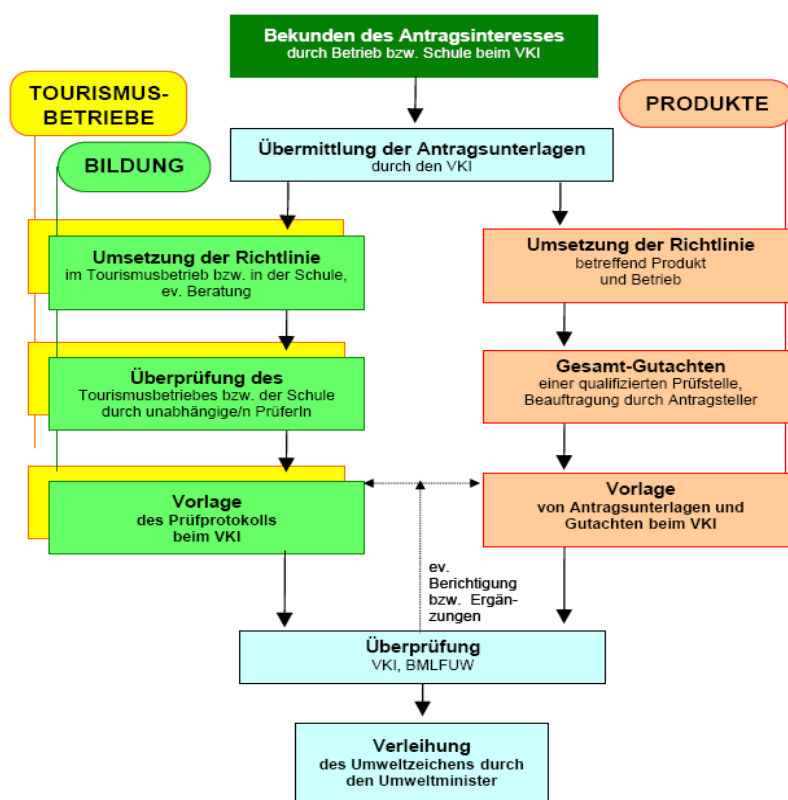 Bekunden des Antragsinteresses
durch Betrieb bzw. Schule beim VKI
TOURISMUS-
BETRIEBE
PRODUKTE
BILDUNG
Übermittlung der Antragsunterlagen
durch den VKI
Umsetzung der Richtlinie
im Tourismusbetrieb bzw. in der Schule,
ev. Beratung
Umsetzung der Richtlinie
betreffend Produkt
und Betrieb
Überprüfung des
Tourismusbetriebes bzw. der Schule
durch unabhängige/n PrüferIn
Gesamt-Gutachten
einer qualifizierten Prüfstelle,
Beauftragung durch Antragsteller
Vorlage
des Prüfprotokolls
beim VKI
Vorlage
von Antragsunterlagen und
Gutachten beim VKI
ev.
Berichtigung
bzw. Ergän-
zungen
Überprüfung
VKI, BMLFUW
Verleihung
des Umweltzeichens durch
den Umweltminister